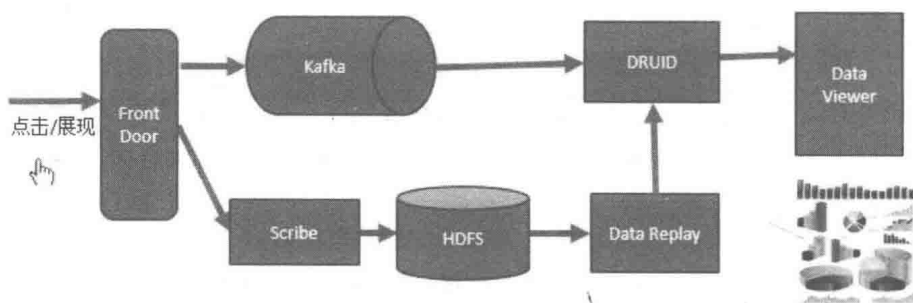 Kafka
DRUID
Data
Viewer
Front
Door
点击/展现
Scribe
HDFS
Data Replay